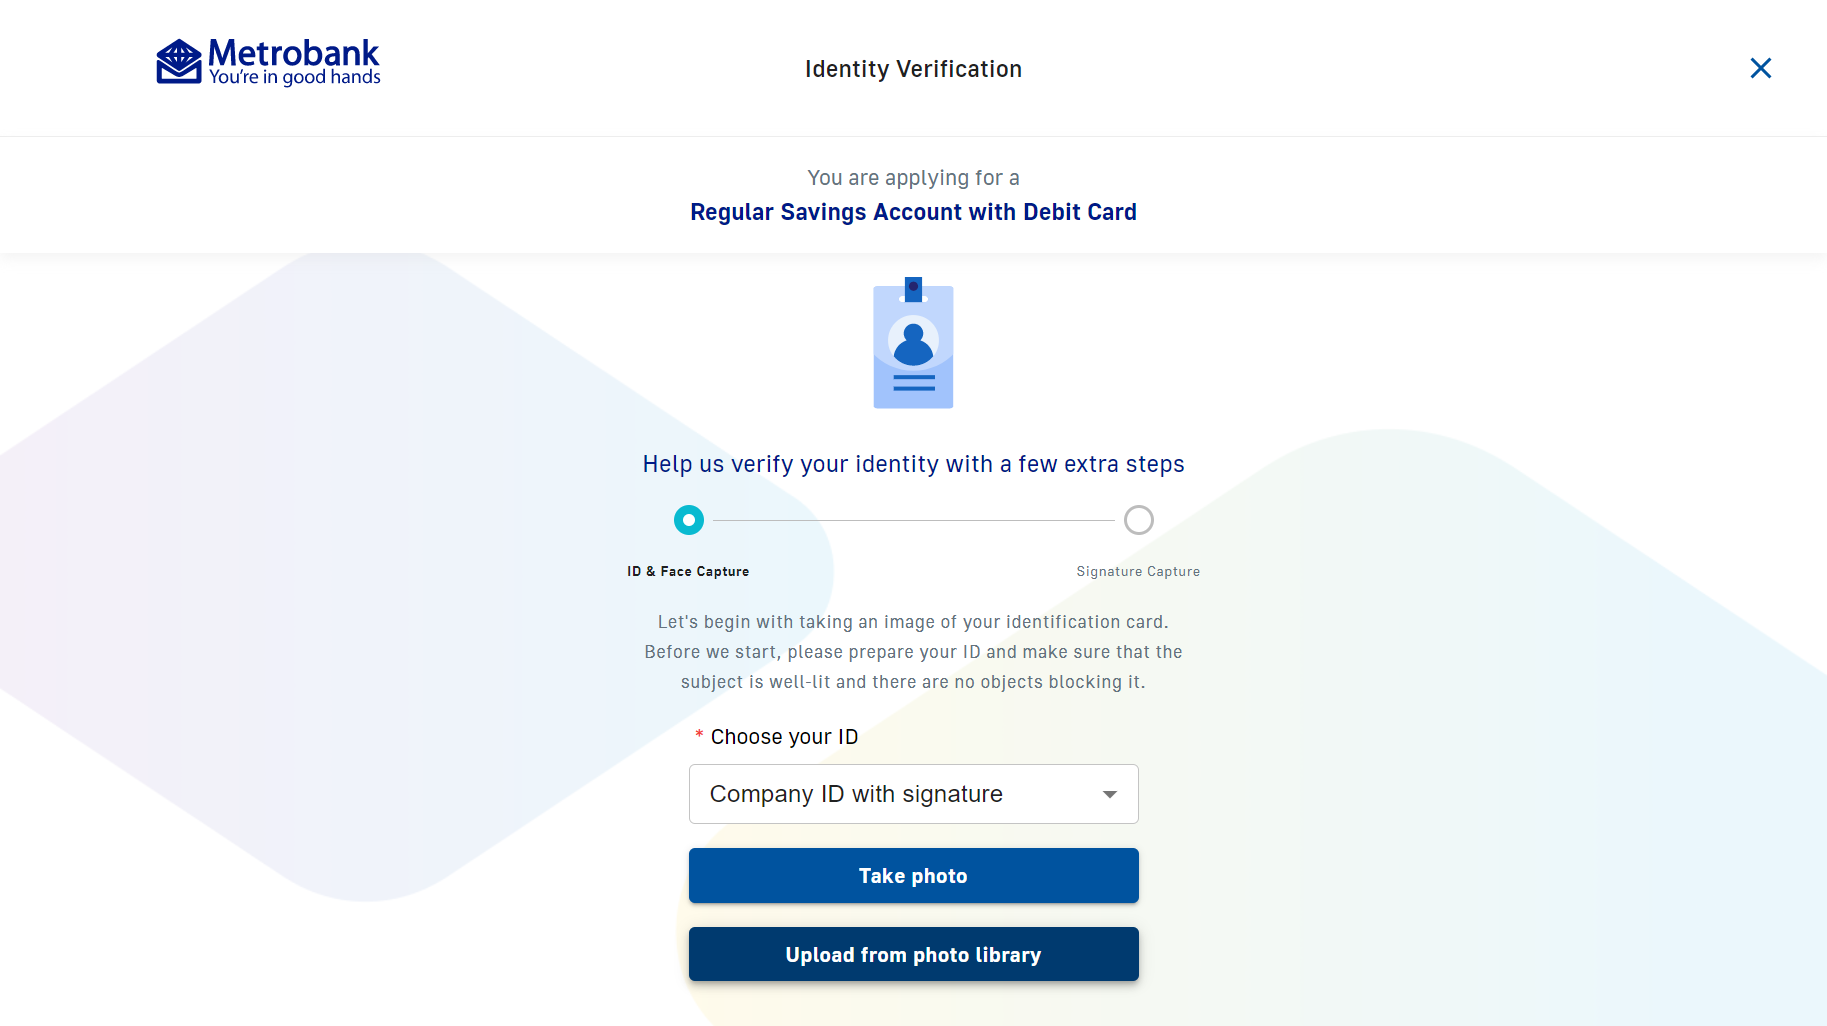 Metrobank
You're in good hands
Identity Verification
You are applying for a
Regular Savings Account with Debit Card
Help us verify your identity with a few extra steps
ID & Face Capture
Signature Capture
Let's begin with taking an image of your identification card.
Before we start, please prepare your ID and make sure that the
subject is well-lit and there are no objects blocking it.
* Choose your ID
Company ID with signature
Take photo
Upload from photo library